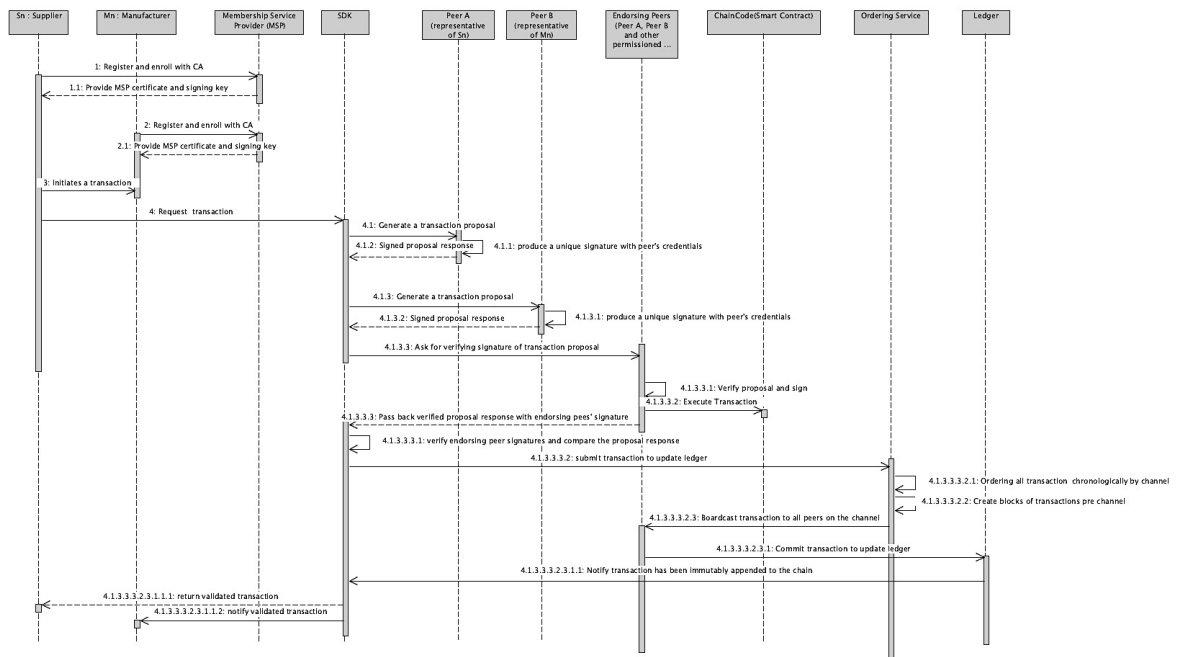 Sn : Supplier
Mn : Manufacturer
Membership Service
Provider (MSP)
SDK
Peer A
(representative
of Sn)
Peer B
(representative
of Mn)
Endorsing Peers
(Peer A, Peer B
and other
permissioned ...
ChainCode(Smart Contract)
Ordering Service
Ledger
1: Register and enroll with CA
1.1: Provide MSP certificate and signing key
2: Register and enroll with CA
2.1: Provide MSP certificate and signing key
3: Initiates a transaction
4: Request transaction
4.1: Generate a transaction proposal
4.1.2: Signed proposal response
4.1.1: produce a unique signature with peer's credentials
4.1.3: Generate a transaction proposal
4.1.3.2: Signed proposal response
4.1.3.1: produce a unique signature with peer's credentials
4.1.3.3: Ask for verifying signature of transaction proposal
4.1.3.3.1: Verify proposal and sign
4.1.3.3.2: Execute Transaction
4.1.3.3.3: Pass back verified proposal response with endorsing pees' signature
4.1.3.3.3.1: verify endorsing peer signatures and compare the proposal response
4.1.3.3.3.2: submit transaction to update ledger
4.1.3.3.3.2.1: Ordering all transaction chronologically by channel
4.1.3.3.3.2.2: Create blocks of transactions pre channel
4.1.3.3.3.2.3: Boardcast transaction to all peers on the channel
4.1.3.3.3.2.3.1: Commit transaction to update ledger
4.1.3.3.3.2.3.1.1: Notify transaction has been immutably appended to the chain
4.1.3.3.3.2.3.1.1.1: return validated transaction
4.1.3.3.3.2.3.1.1.2: notify validated transaction